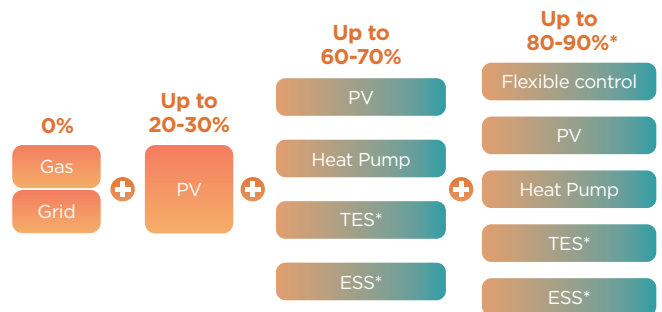 0%
Gas
Grid
Up to
20-30%
PV
Up to
60-70%
PV
Heat Pump
TES*
ESS*
Up to
80-90%*
Flexible control
PV
Heat Pump
TES*
ESS*